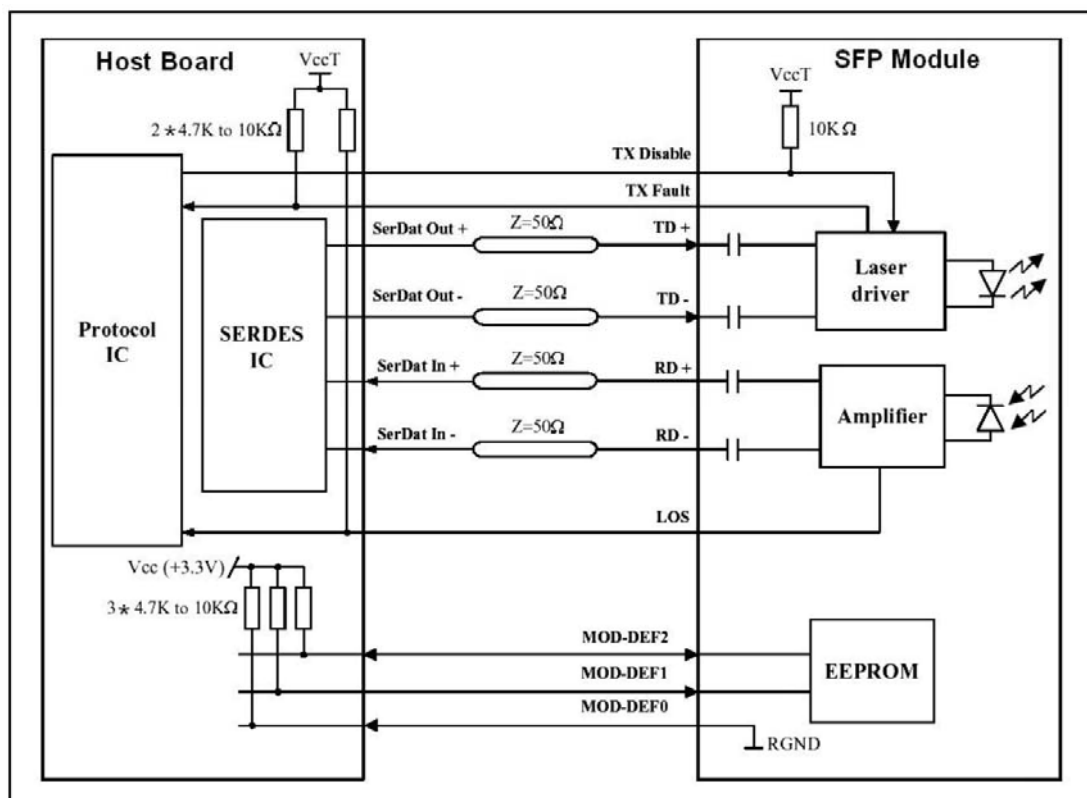 Host Board
SFP Module
VccT
VccT
2*4.7K to 10KΩ
10KΩ
TX Disable
TX Fault
SerDat Out +
Z=50Ω
TD +
SerDat Out -
Z=50Ω
TD -
Laser
driver
Protocol
IC
SERDES
IC
SerDat In +
Z=50Ω
RD +
SerDat In -
Z=50Ω
RD -
Amplifier
LOS
Vcc (+3.3V)
3*4.7K to 10KΩ
MOD-DEF2
MOD-DEF1
MOD-DEF0
EEPROM
RGND